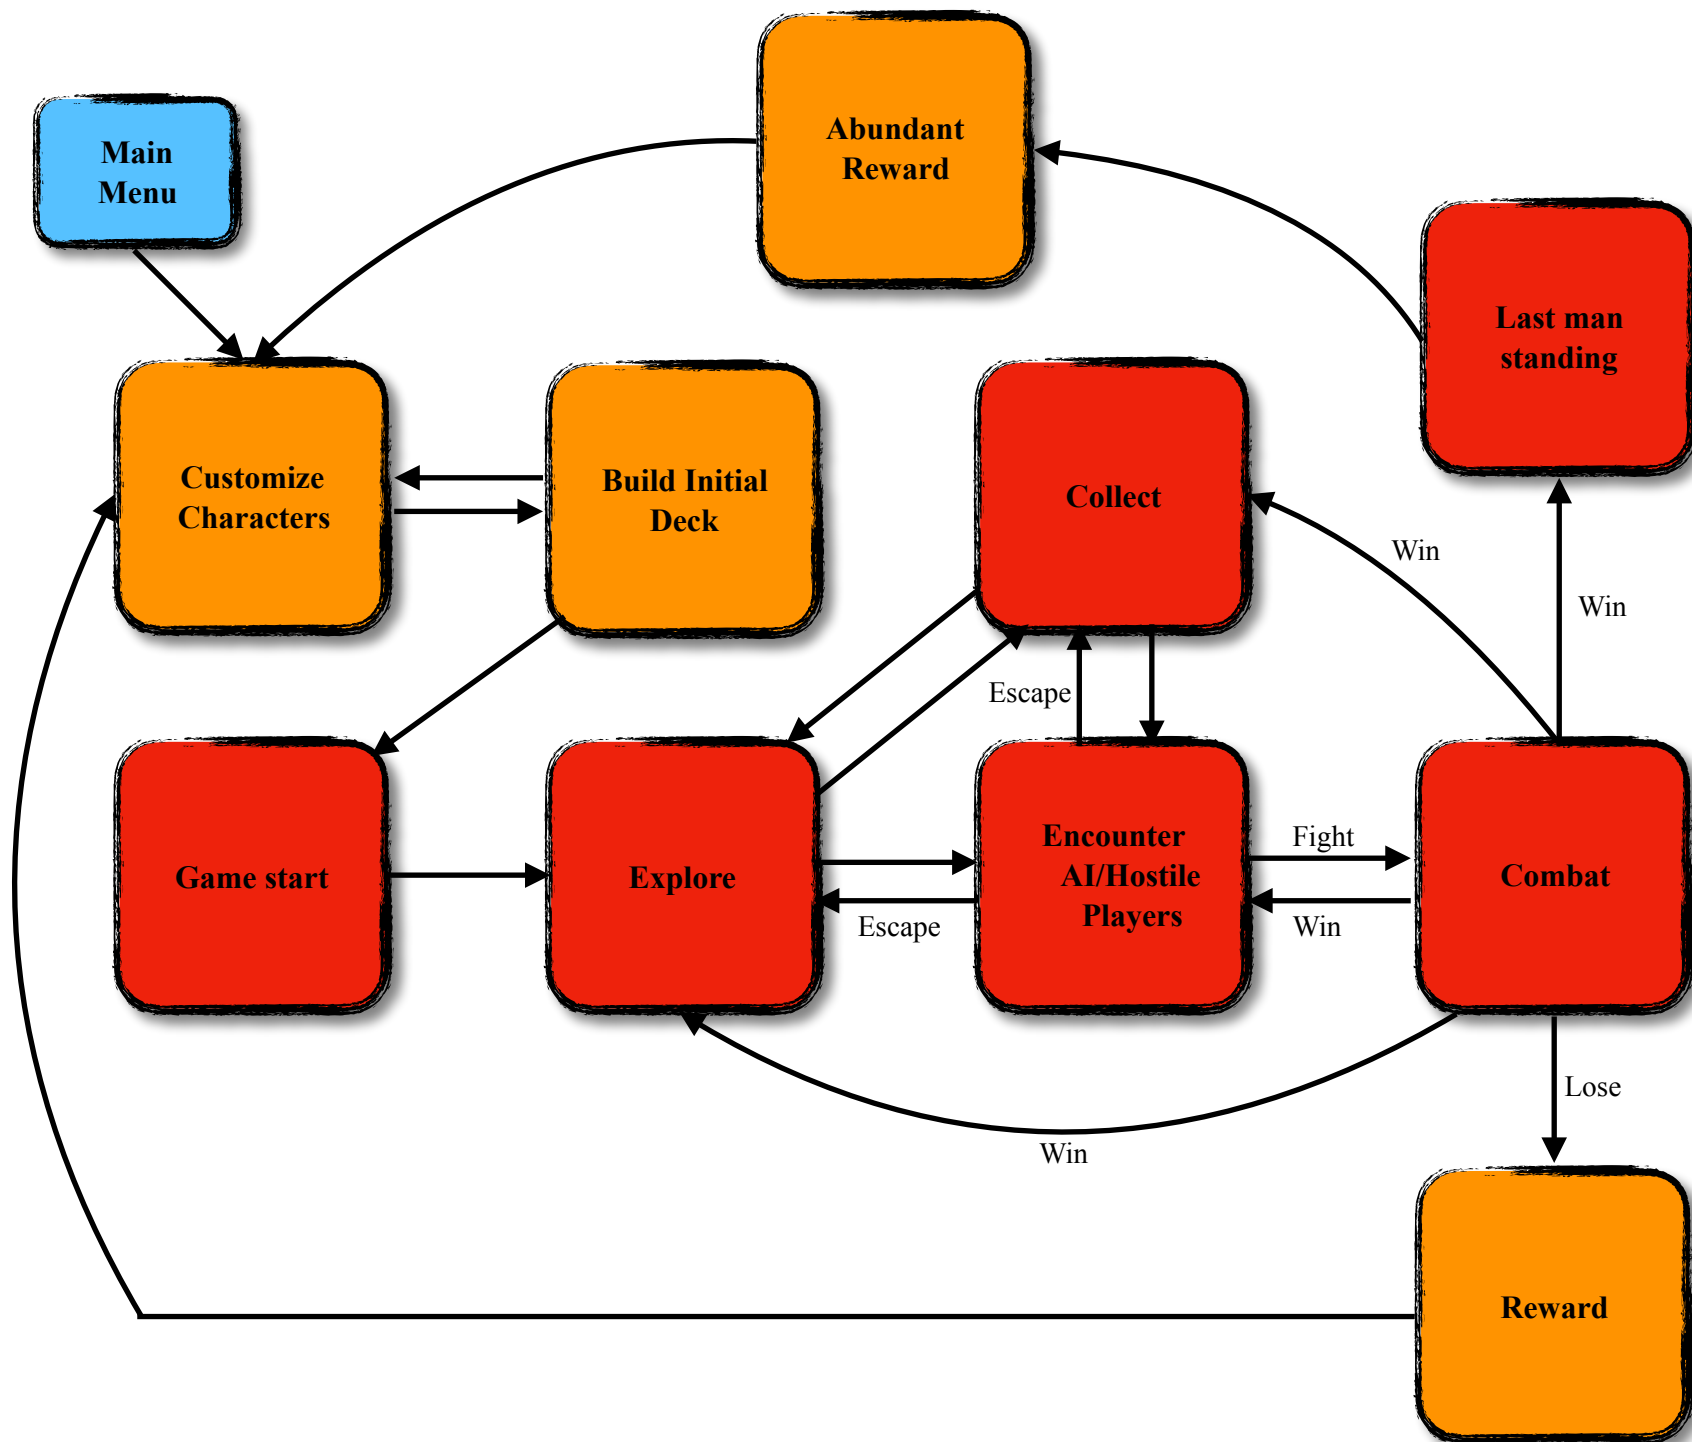 Abundant
Reward
Main
Menu
Last man
standing
Customize
Characters
Build Initial
Deck
Collect
Win
Win
Escape
Game start
Explore
Encounter
AI/Hostile
Players
Fight
Combat
Escape
Win
Lose
Win
Reward